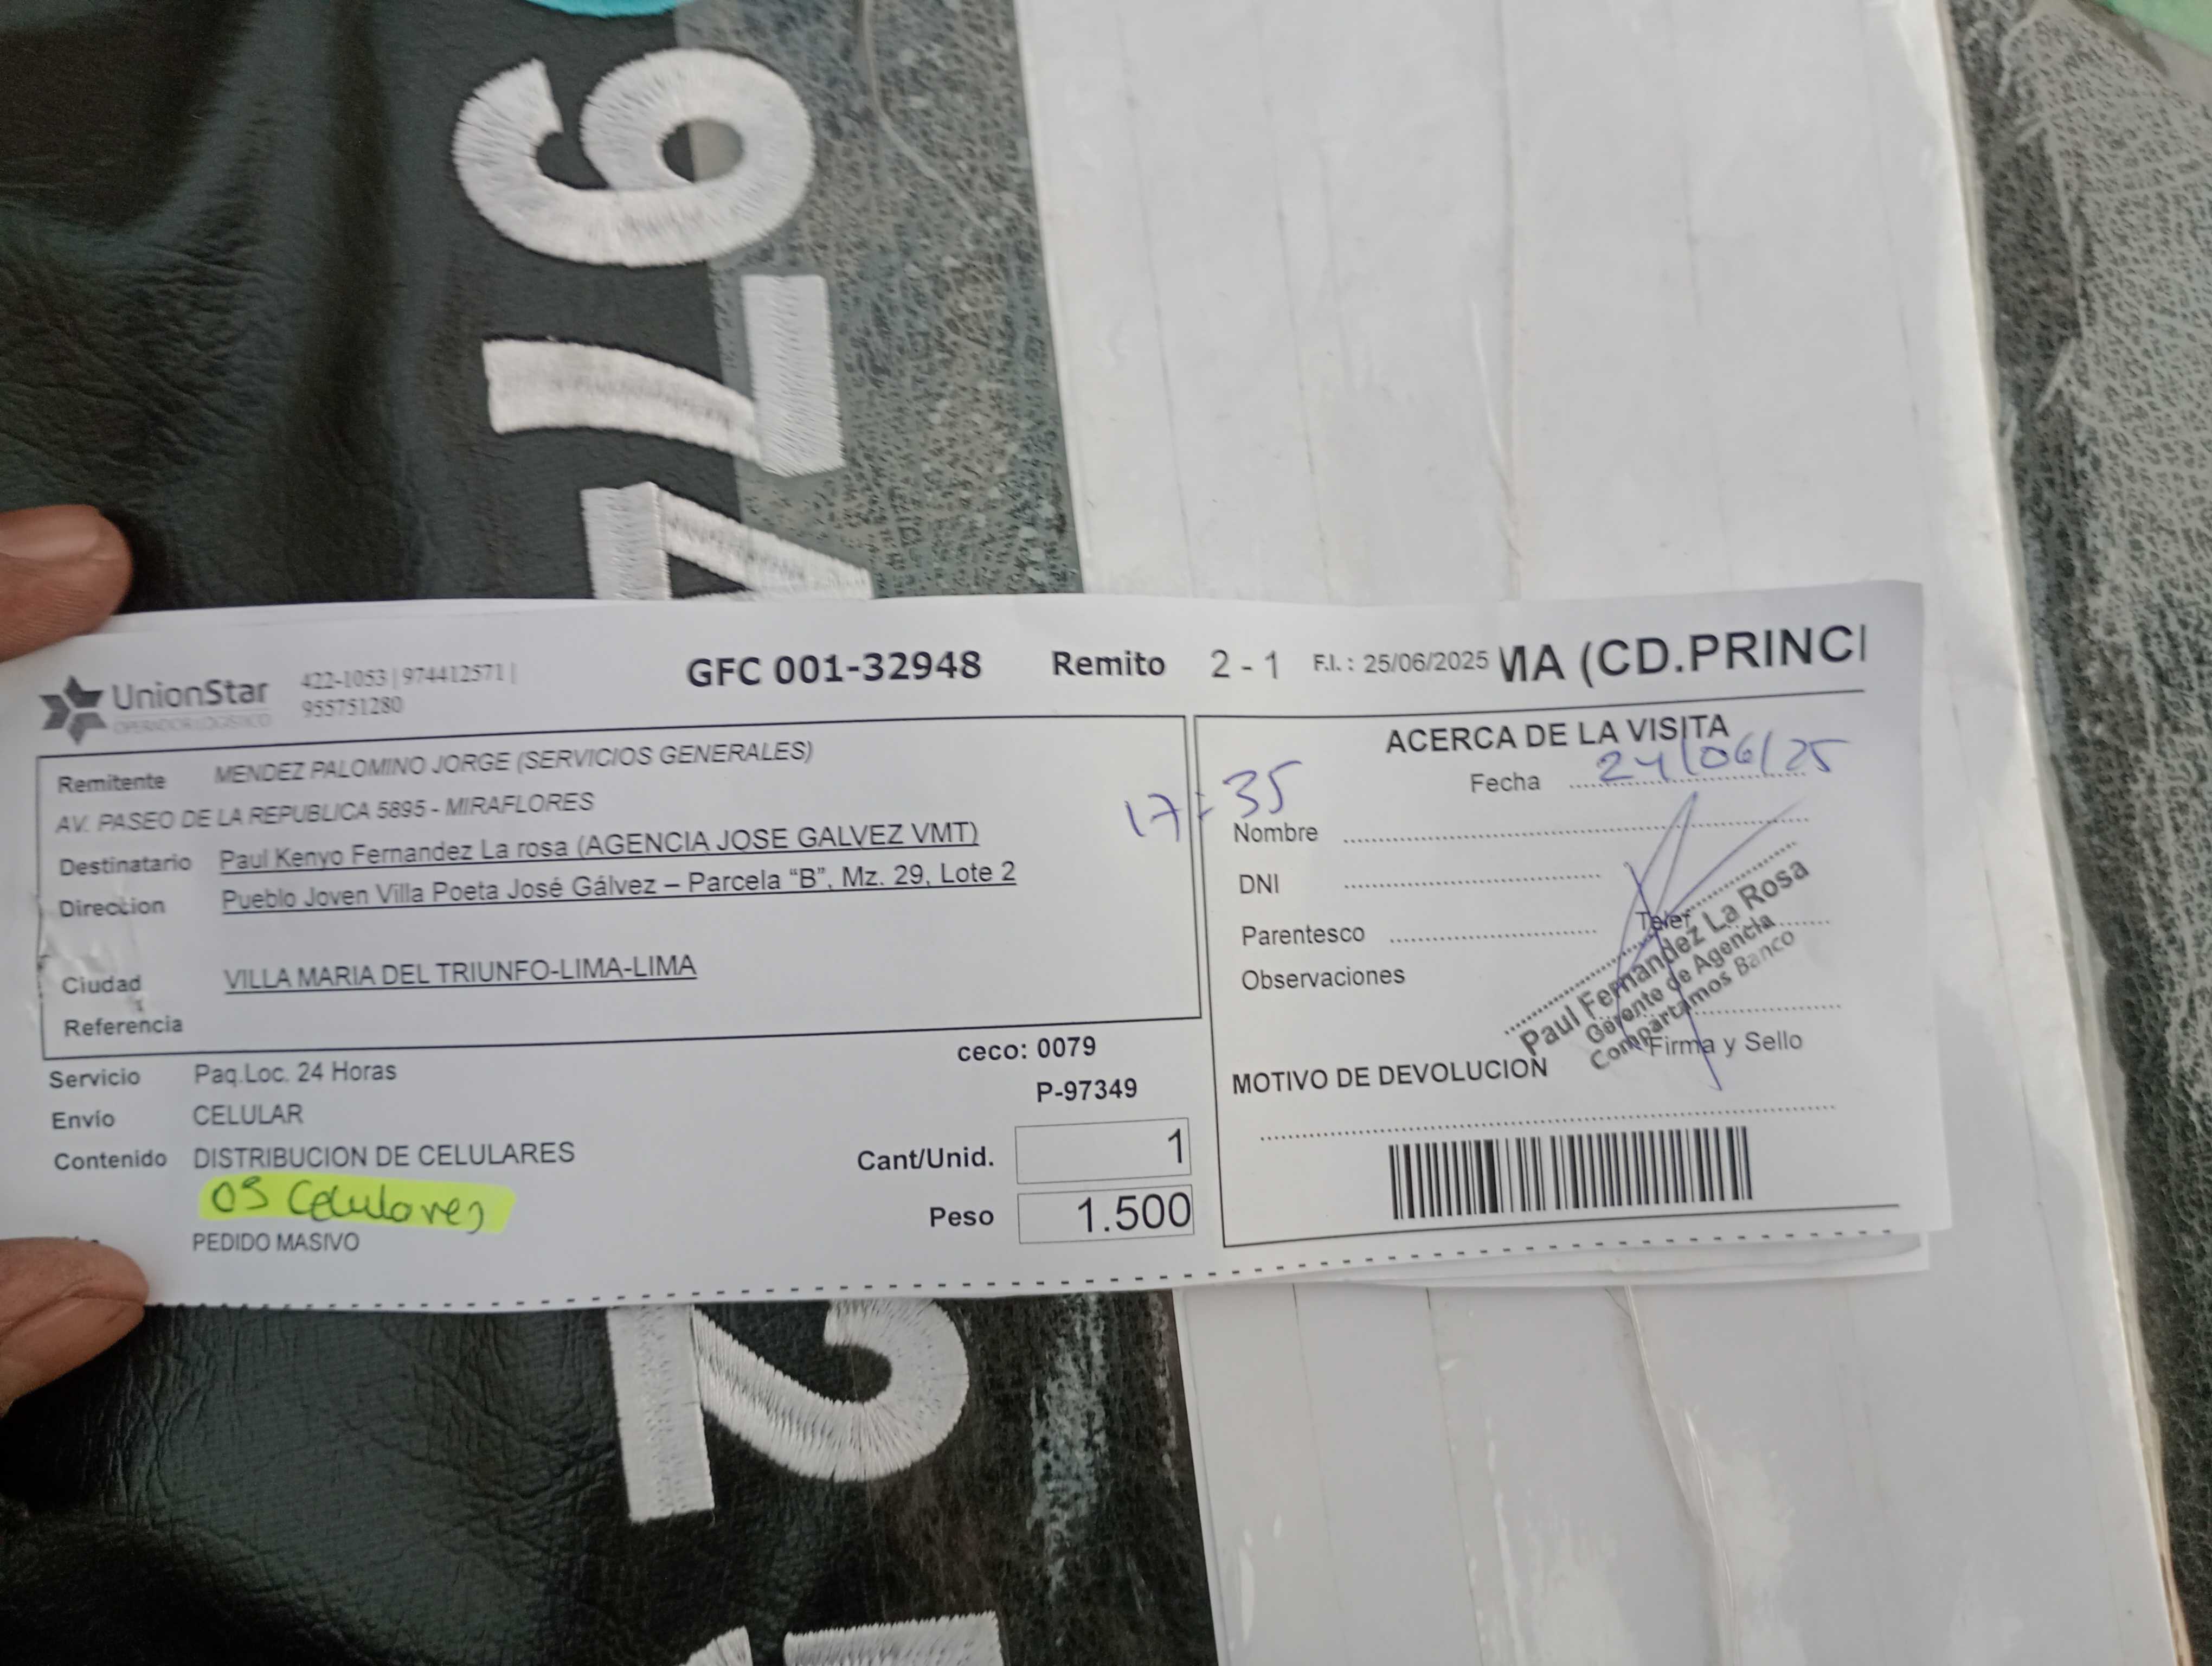 UnionStar
OPERADOR LOGISTICO
422-1053 | 974412571 |
955751280
GFC 001-32948 Remito 2 - 1 F.I. : 25/06/2025 MA (CD.PRINCI
Remitente MENDEZ PALOMINO JORGE (SERVICIOS GENERALES)
AV. PASEO DE LA REPUBLICA 5895 - MIRAFLORES
Destinatario Paul Kenyo Fernandez La rosa (AGENCIA JOSE GALVEZ VMT)
Direccion Pueblo Joven Villa Poeta José Gálvez – Parcela “B”, Mz. 29, Lote 2
Ciudad VILLA MARIA DEL TRIUNFO-LIMA-LIMA
Referencia
Servicio Paq.Loc. 24 Horas
Envío CELULAR
Contenido DISTRIBUCION DE CELULARES
Celulares
PEDIDO MASIVO
ceco: 0079
P-97349
Cant/Unid. 1
Peso 1.500
ACERCA DE LA VISITA
Fecha 24/06/25
17:35
Nombre
DNI
Parentesco Telef
Observaciones
Paul Fernandez La Rosa
Gerente de Agencia
Compartamos Banco
Firma y Sello
MOTIVO DE DEVOLUCION